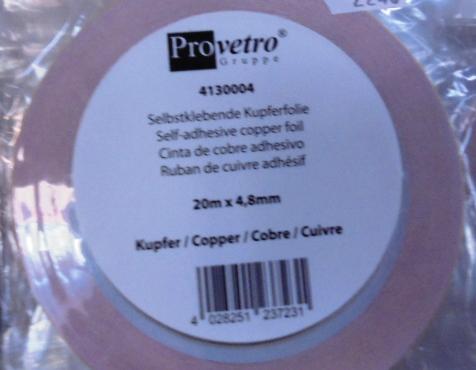 Provetro®
Gruppe
4130004
Selbstklebende Kupferfolie
Self-adhesive copper foil
Cinta de cobre adhesivo
Ruban de cuivre adhésif
20m x 4,8mm
Kupfer / Copper / Cobre / Cuivre
4 028251 237231